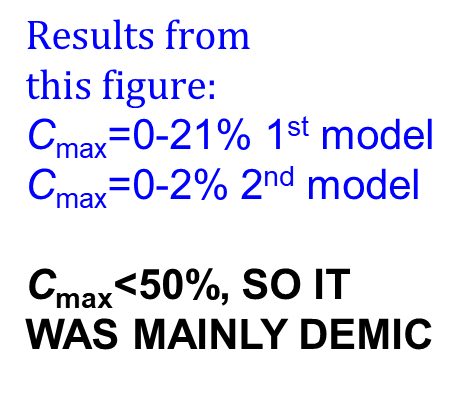 Results from
this figure:
Cmax=0-21% 1st model
Cmax=0-2% 2nd model
Cmax<50%, SO IT
WAS MAINLY DEMIC